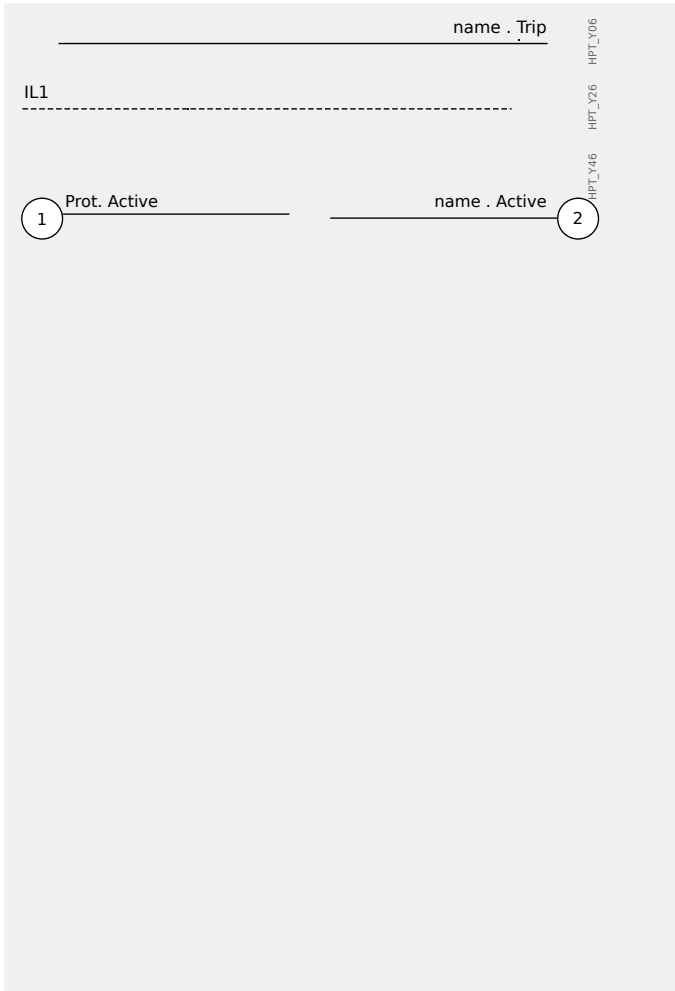 name . Trip
HPT_Y06
IL1
HPT_Y26
HPT_Y46
Prot. Active
name . Active
1
2